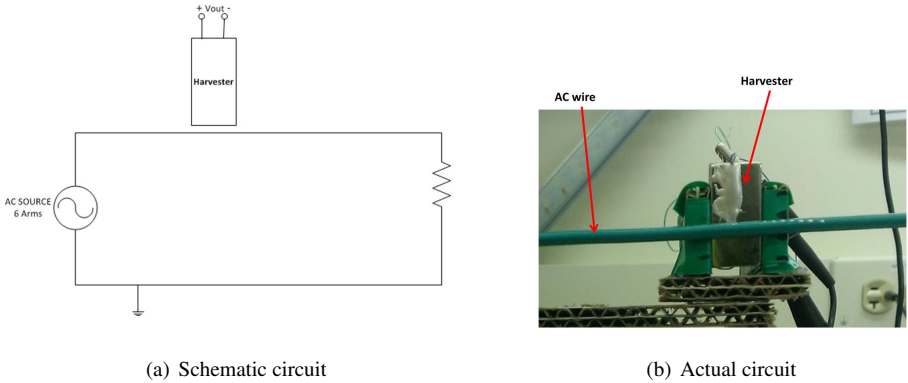 + Vout -
Harvester
AC SOURCE
6 Arms
(a) Schematic circuit
Harvester
AC wire
(b) Actual circuit